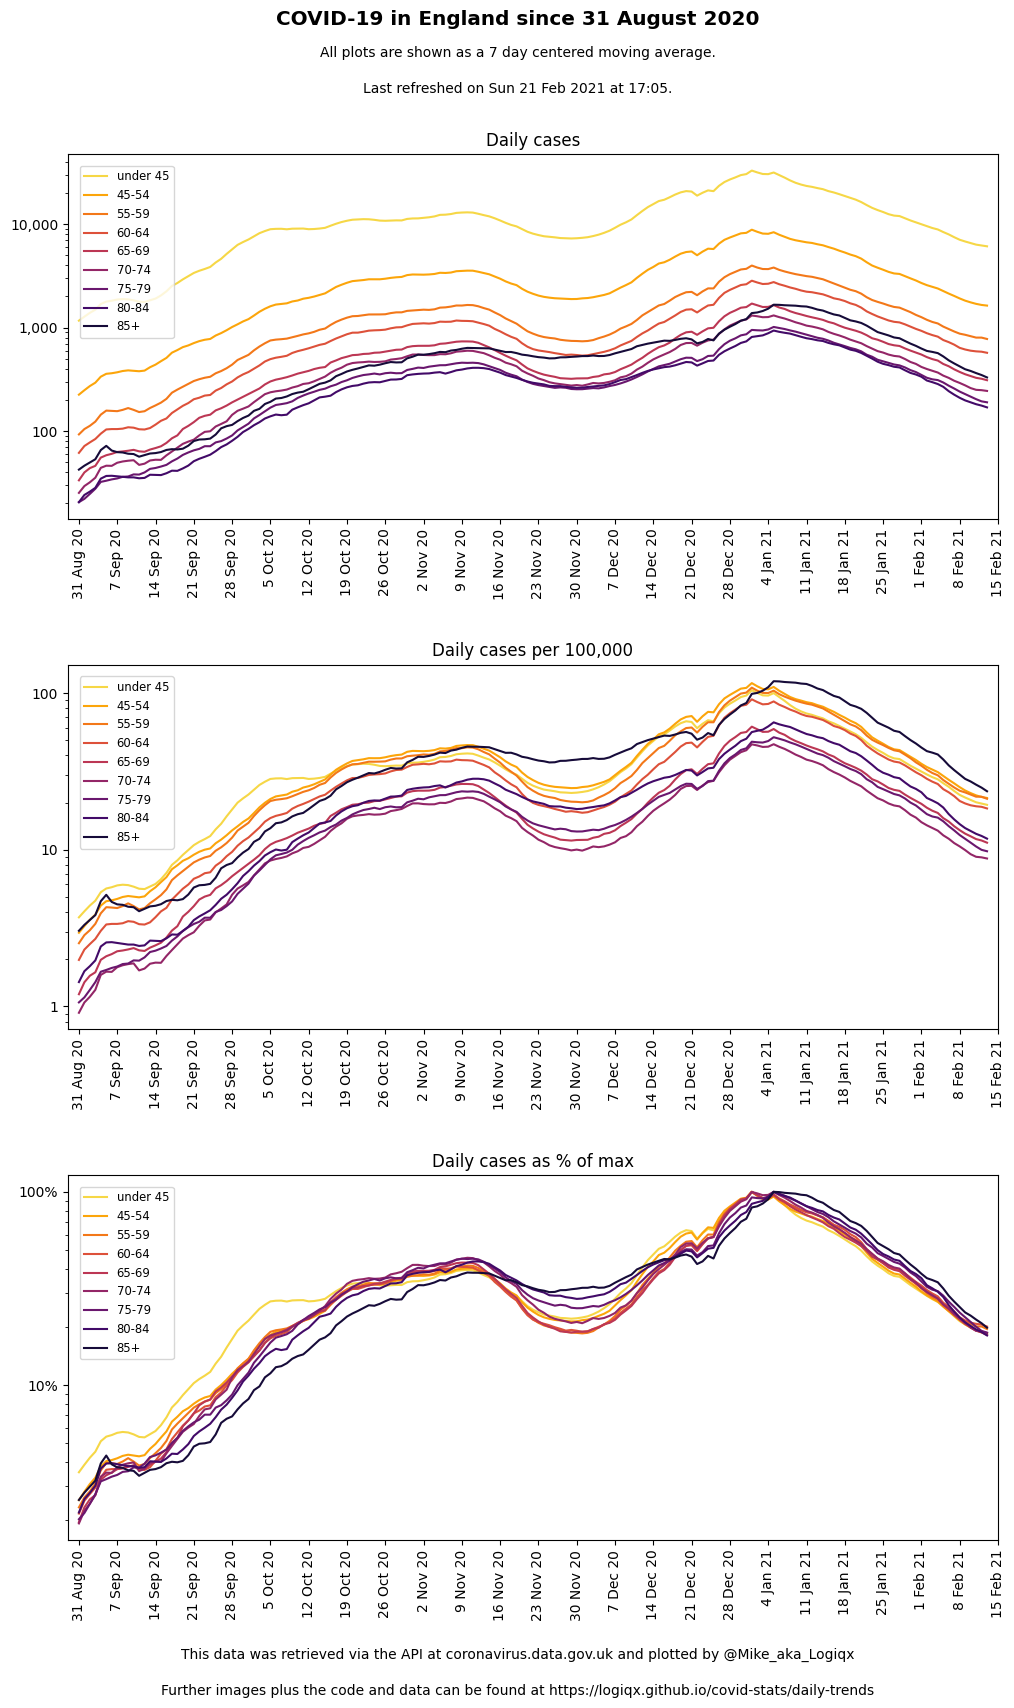 COVID-19 in England since 31 August 2020
All plots are shown as a 7 day centered moving average.
Last refreshed on Sun 21 Feb 2021 at 17:05.
Daily cases
under 45
45-54
55-59
60-64
65-69
70-74
75-79
80-84
85+
10,000
1,000
100
31 Aug 20
7 Sep 20
14 Sep 20
21 Sep 20
28 Sep 20
5 Oct 20
12 Oct 20
19 Oct 20
26 Oct 20
2 Nov 20
9 Nov 20
16 Nov 20
23 Nov 20
30 Nov 20
7 Dec 20
14 Dec 20
21 Dec 20
28 Dec 20
4 Jan 21
11 Jan 21
18 Jan 21
25 Jan 21
1 Feb 21
8 Feb 21
15 Feb 21
Daily cases per 100,000
under 45
45-54
55-59
60-64
65-69
70-74
75-79
80-84
85+
100
10
1
31 Aug 20
7 Sep 20
14 Sep 20
21 Sep 20
28 Sep 20
5 Oct 20
12 Oct 20
19 Oct 20
26 Oct 20
2 Nov 20
9 Nov 20
16 Nov 20
23 Nov 20
30 Nov 20
7 Dec 20
14 Dec 20
21 Dec 20
28 Dec 20
4 Jan 21
11 Jan 21
18 Jan 21
25 Jan 21
1 Feb 21
8 Feb 21
15 Feb 21
Daily cases as % of max
under 45
45-54
55-59
60-64
65-69
70-74
75-79
80-84
85+
100%
10%
31 Aug 20
7 Sep 20
14 Sep 20
21 Sep 20
28 Sep 20
5 Oct 20
12 Oct 20
19 Oct 20
26 Oct 20
2 Nov 20
9 Nov 20
16 Nov 20
23 Nov 20
30 Nov 20
7 Dec 20
14 Dec 20
21 Dec 20
28 Dec 20
4 Jan 21
11 Jan 21
18 Jan 21
25 Jan 21
1 Feb 21
8 Feb 21
15 Feb 21
This data was retrieved via the API at coronavirus.data.gov.uk and plotted by @Mike_aka_Logiqx
Further images plus the code and data can be found at https://logiqx.github.io/covid-stats/daily-trends